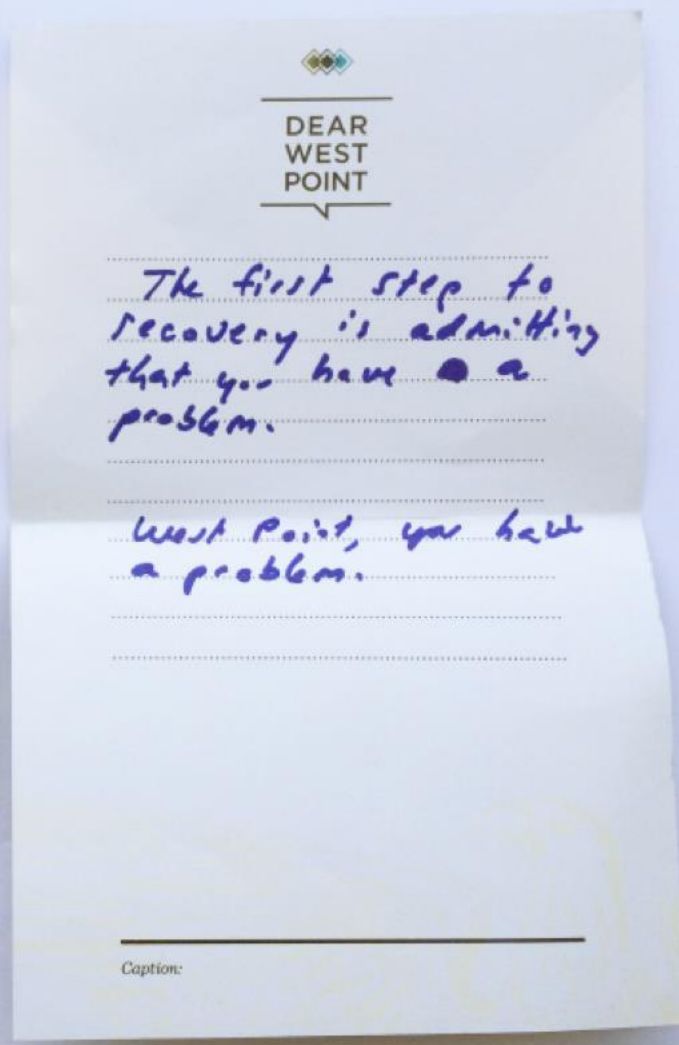 DEAR
WEST
POINT
The first step to
recovery is admitting
that you have a
problem.
West Point, you have
a problem.
Caption: